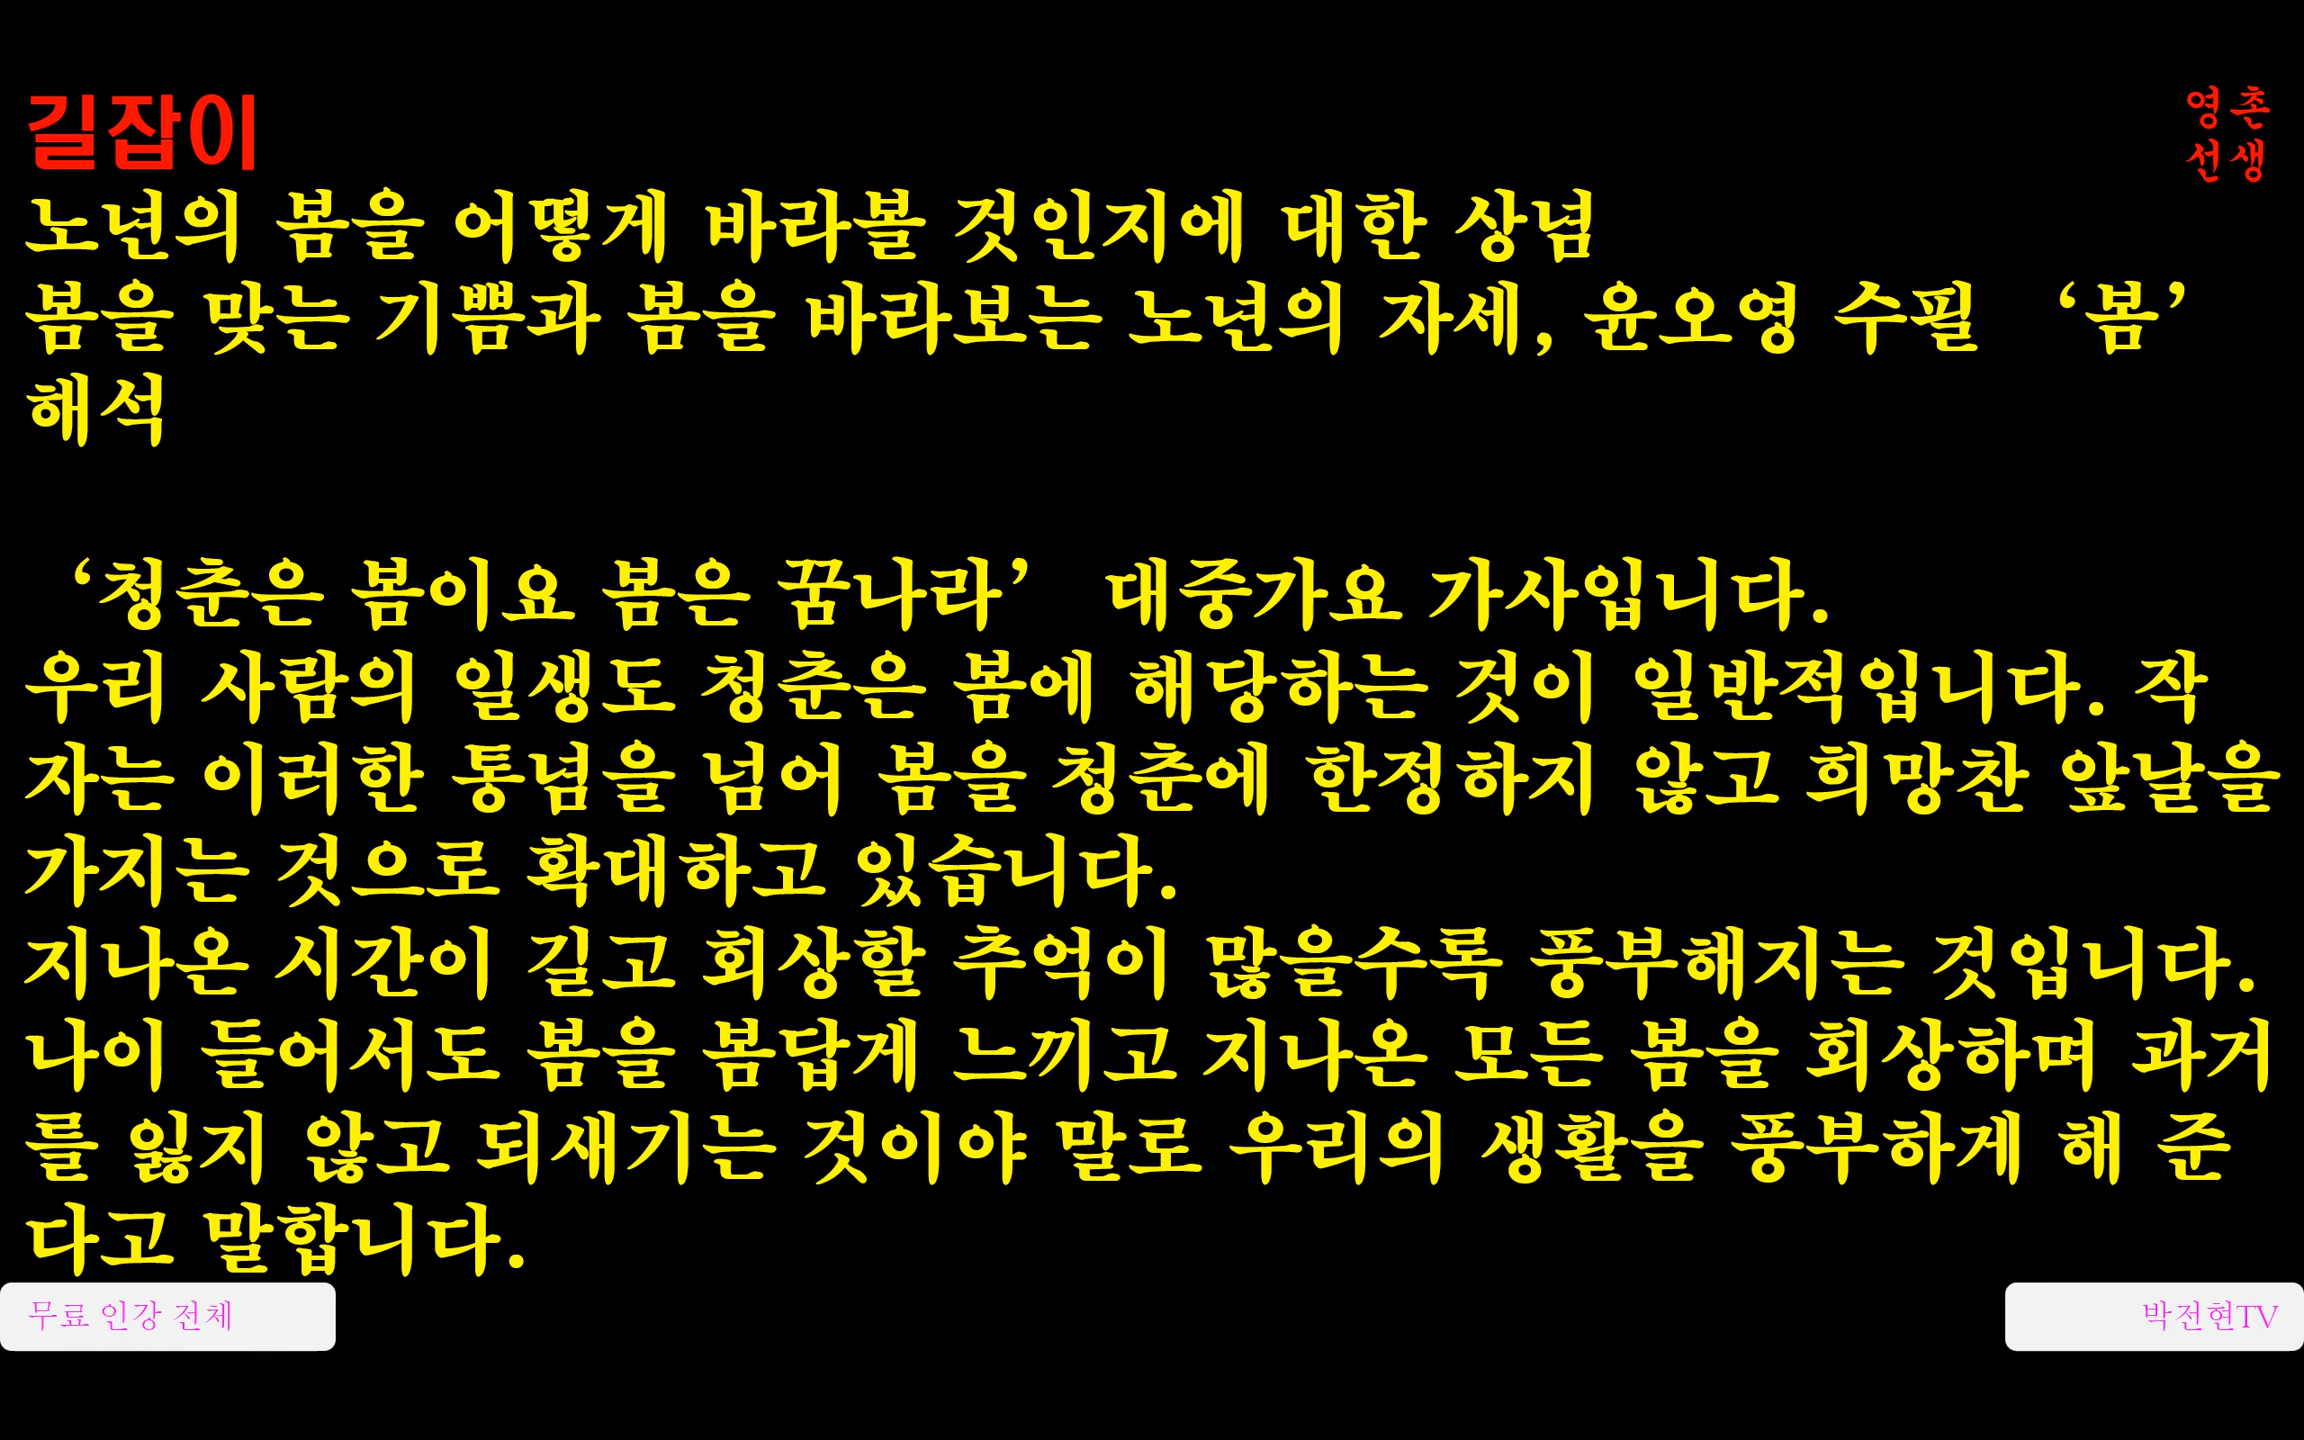 길잡이
영촌
선생
노년의 봄을 어떻게 바라볼 것인지에 대한 상념
봄을 맞는 기쁨과 봄을 바라보는 노년의 자세, 윤오영 수필 ‘봄’
해석
‘청춘은 봄이요 봄은 꿈나라’ 대중가요 가사입니다.
우리 사람의 일생도 청춘은 봄에 해당하는 것이 일반적입니다. 작
자는 이러한 통념을 넘어 봄을 청춘에 한정하지 않고 희망찬 앞날을
가지는 것으로 확대하고 있습니다.
지나온 시간이 길고 회상할 추억이 많을수록 풍부해지는 것입니다.
나이 들어서도 봄을 봄답게 느끼고 지나온 모든 봄을 회상하며 과거
를 잃지 않고 되새기는 것이야 말로 우리의 생활을 풍부하게 해 준
다고 말합니다.
무료 인강 전체
박전현TV